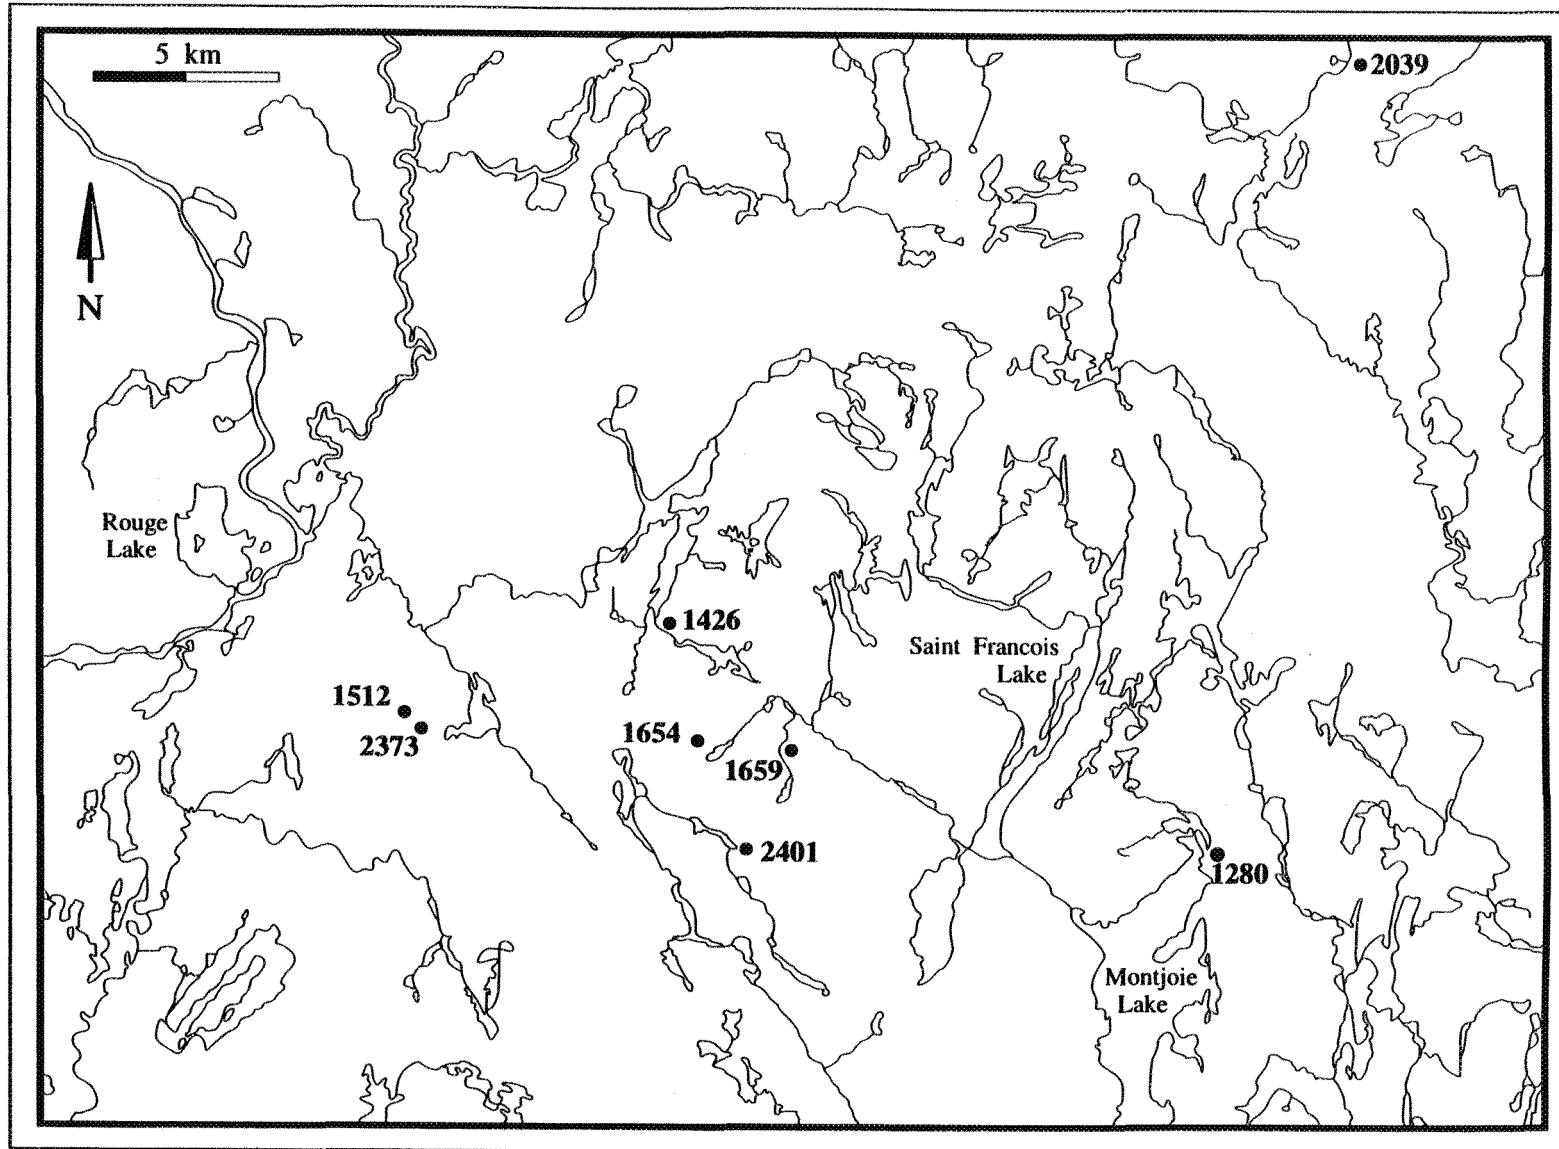 5 km
2039
N
Rouge
Lake
1426
Saint Francois
Lake
1512
2373
1654
1659
2401
1280
Montjoie
Lake